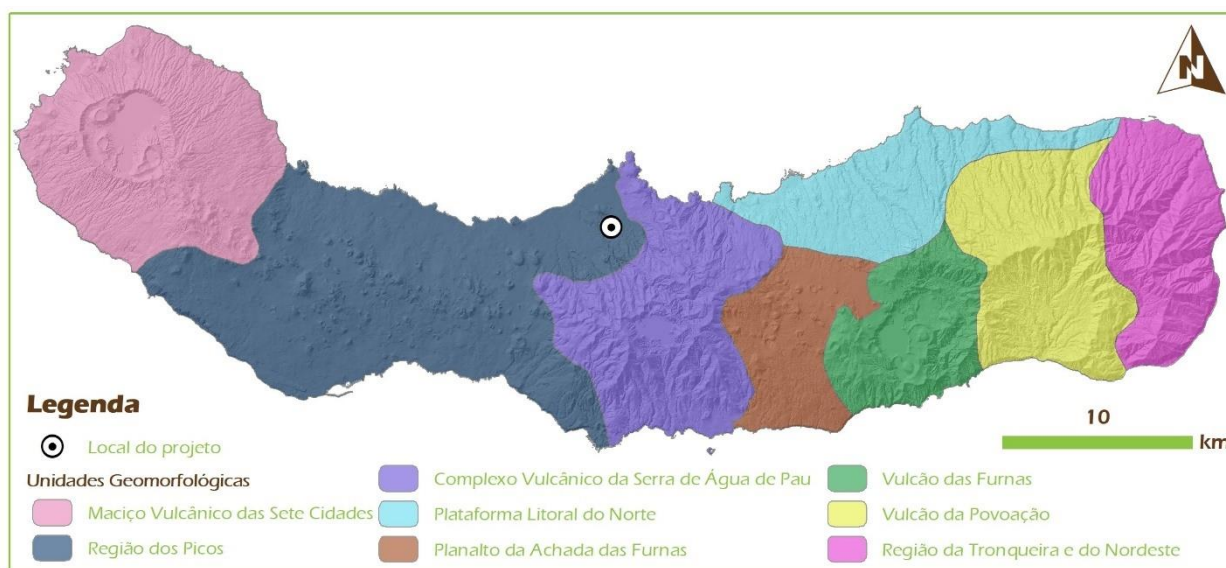 N
Legenda
Local do projeto
Unidades Geomorfológicas
Maciço Vulcânico das Sete Cidades
Região dos Picos
Complexo Vulcânico da Serra de Água de Pau
Plataforma Litoral do Norte
Planalto da Achada das Furnas
Vulcão das Furnas
Vulcão da Povoação
Região da Tronqueira e do Nordeste
10
km